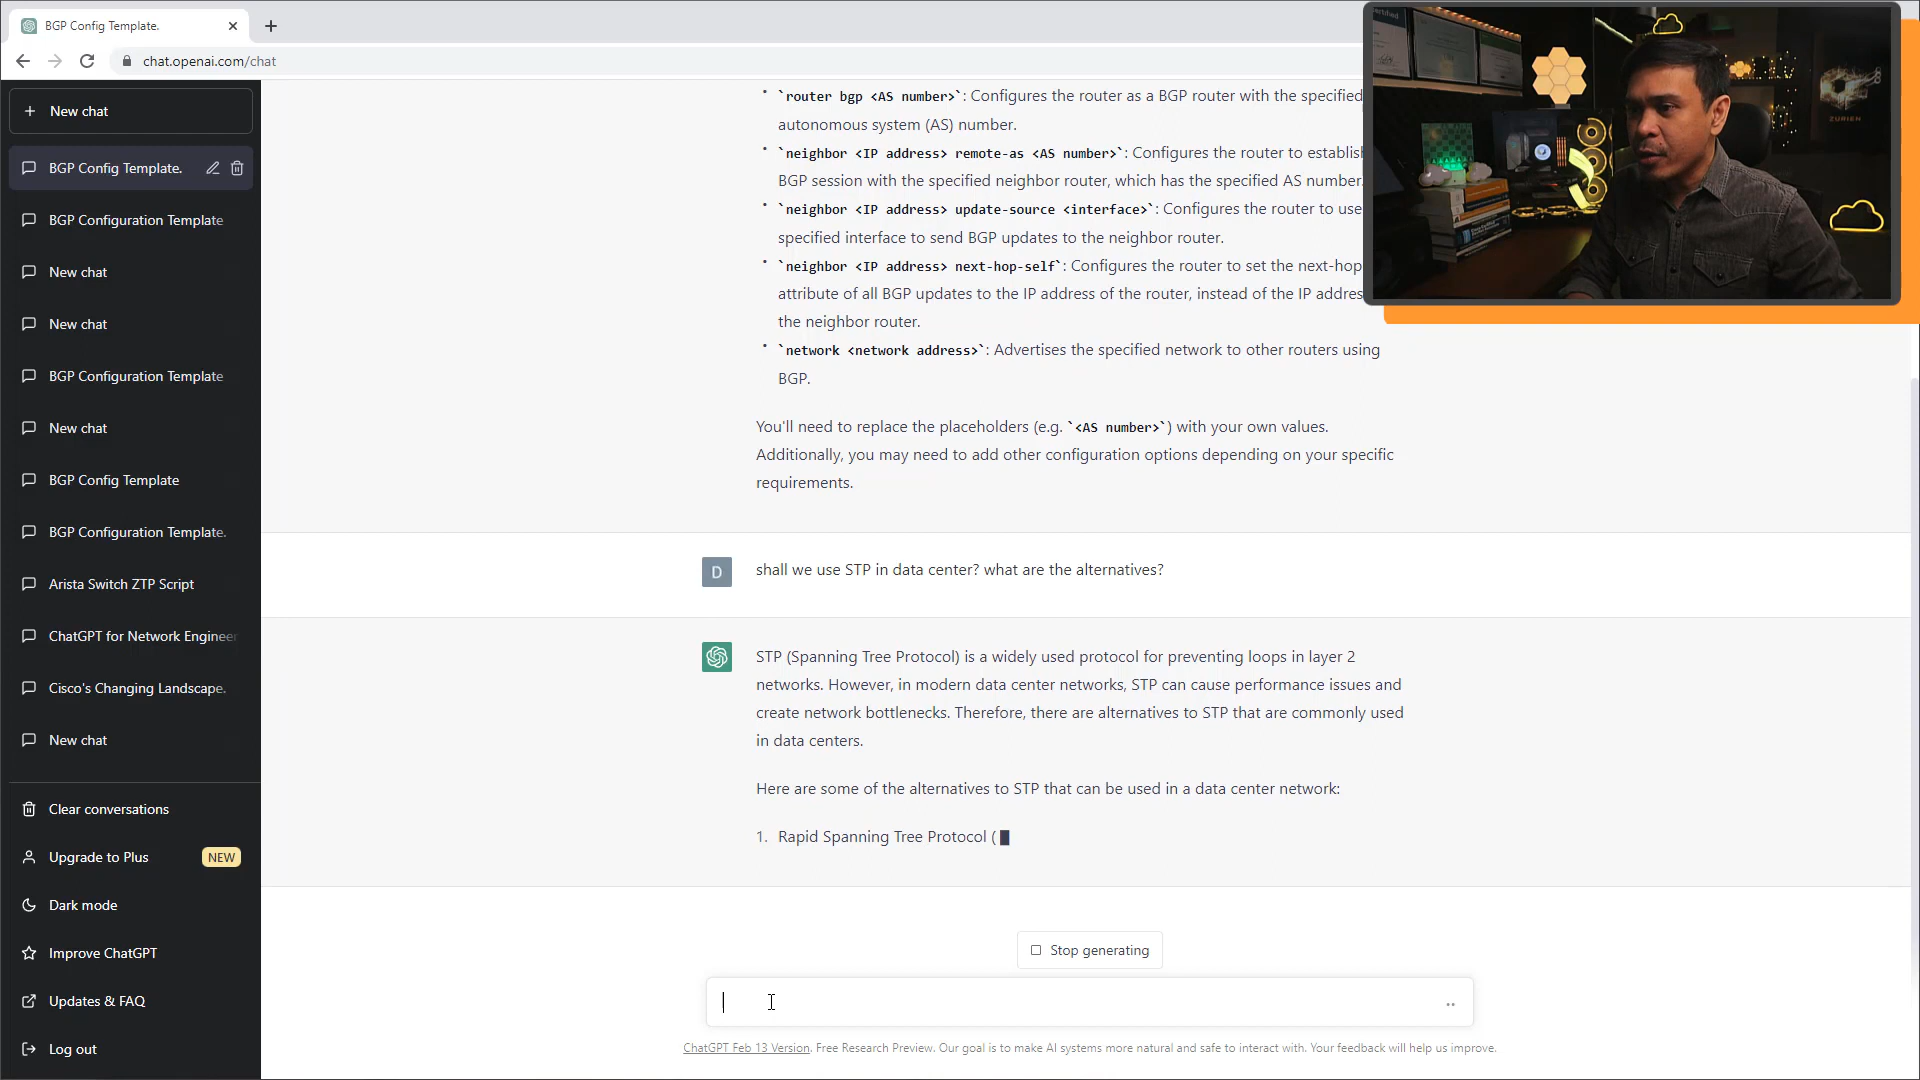 BGP Config Template.
chat.openai.com/chat
New chat
BGP Config Template.
BGP Configuration Template
New chat
New chat
BGP Configuration Template
New chat
BGP Config Template
BGP Configuration Template.
Arista Switch ZTP Script
ChatGPT for Network Engineer
Cisco's Changing Landscape.
New chat
Clear conversations
Upgrade to Plus NEW
Dark mode
Improve ChatGPT
Updates & FAQ
Log out
• `router bgp <AS number>`: Configures the router as a BGP router with the specified
autonomous system (AS) number.
• `neighbor <IP address> remote-as <AS number>`: Configures the router to establis
BGP session with the specified neighbor router, which has the specified AS number.
• `neighbor <IP address> update-source <interface>`: Configures the router to use
specified interface to send BGP updates to the neighbor router.
• `neighbor <IP address> next-hop-self`: Configures the router to set the next-hop
attribute of all BGP updates to the IP address of the router, instead of the IP addre
the neighbor router.
• `network <network address>`: Advertises the specified network to other routers using
BGP.
You'll need to replace the placeholders (e.g. `<AS number>`) with your own values.
Additionally, you may need to add other configuration options depending on your specific
requirements.
D
shall we use STP in data center? what are the alternatives?
STP (Spanning Tree Protocol) is a widely used protocol for preventing loops in layer 2
networks. However, in modern data center networks, STP can cause performance issues and
create network bottlenecks. Therefore, there are alternatives to STP that are commonly used
in data centers.
Here are some of the alternatives to STP that can be used in a data center network:
1. Rapid Spanning Tree Protocol (
Stop generating
ChatGPT Feb 13 Version. Free Research Preview. Our goal is to make AI systems more natural and safe to interact with. Your feedback will help us improve.
ZURIEN